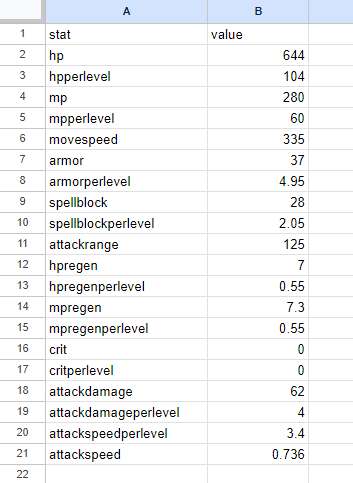 A B
1 stat value
2 hp 644
3 hpperlevel 104
4 mp 280
5 mpperlevel 60
6 movespeed 335
7 armor 37
8 armorperlevel 4.95
9 spellblock 28
10 spellblockperlevel 2.05
11 attackrange 125
12 hpregen 7
13 hpregenperlevel 0.55
14 mpregen 7.3
15 mpregenperlevel 0.55
16 crit 0
17 critperlevel 0
18 attackdamage 62
19 attackdamageperlevel 4
20 attackspeedperlevel 3.4
21 attackspeed 0.736
22